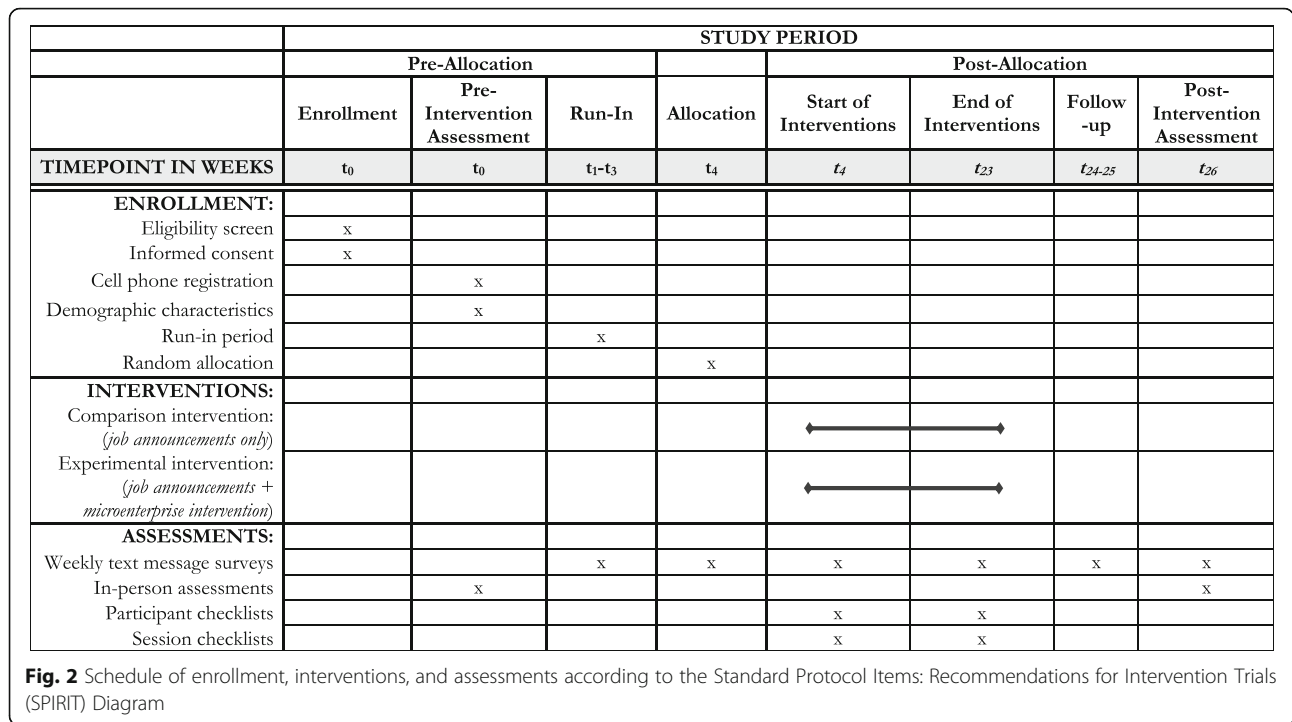 STUDY PERIOD
Pre-Allocation Post-Allocation
Enrollment Pre-Intervention Assessment Run-In Allocation Start of Interventions End of Interventions Follow-up Post-Intervention Assessment
TIMEPOINT IN WEEKS t0 t0 t1-t3 t4 t4 t23 t24-25 t26
ENROLLMENT:
Eligibility screen x
Informed consent x
Cell phone registration x
Demographic characteristics x
Run-in period x
Random allocation x
INTERVENTIONS:
Comparison intervention:
(job announcements only)
Experimental intervention:
(job announcements +
microenterprise intervention)
ASSESSMENTS:
Weekly text message surveys x x x x x x
In-person assessments x x
Participant checklists x x
Session checklists x x
Fig. 2 Schedule of enrollment, interventions, and assessments according to the Standard Protocol Items: Recommendations for Intervention Trials
(SPIRIT) Diagram